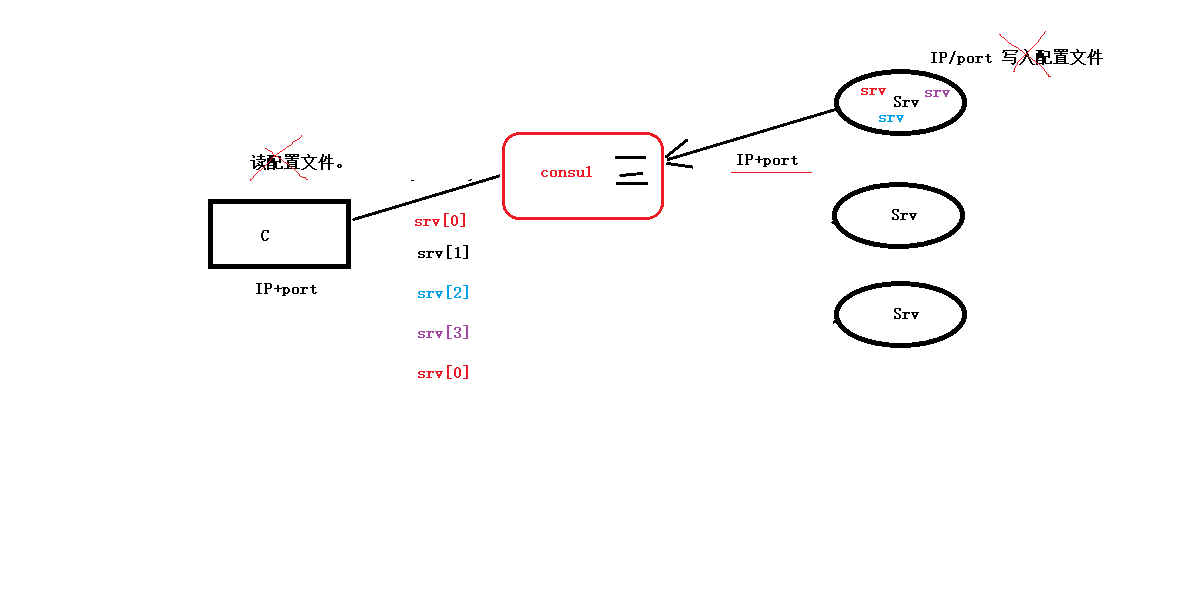 IP/port 写入配置文件
srv
Srv
srv
srv
读配置文件。
IP+port
consul
srv[0]
srv[1]
srv[2]
srv[3]
srv[0]
C
IP+port
Srv
Srv